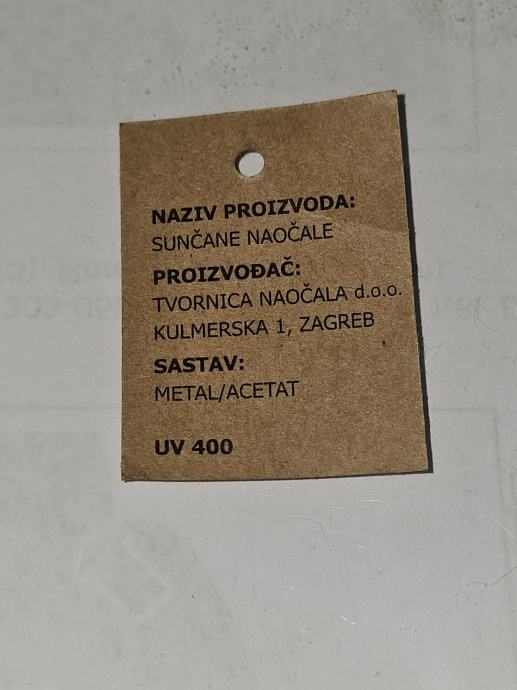 NAZIV PROIZVODA:
SUNČANE NAOČALE
PROIZVOĐAČ:
TVORNICA NAOČALA d.o.o.
KULMERSKA 1, ZAGREB
SASTAV:
METAL/ACETAT
UV 400